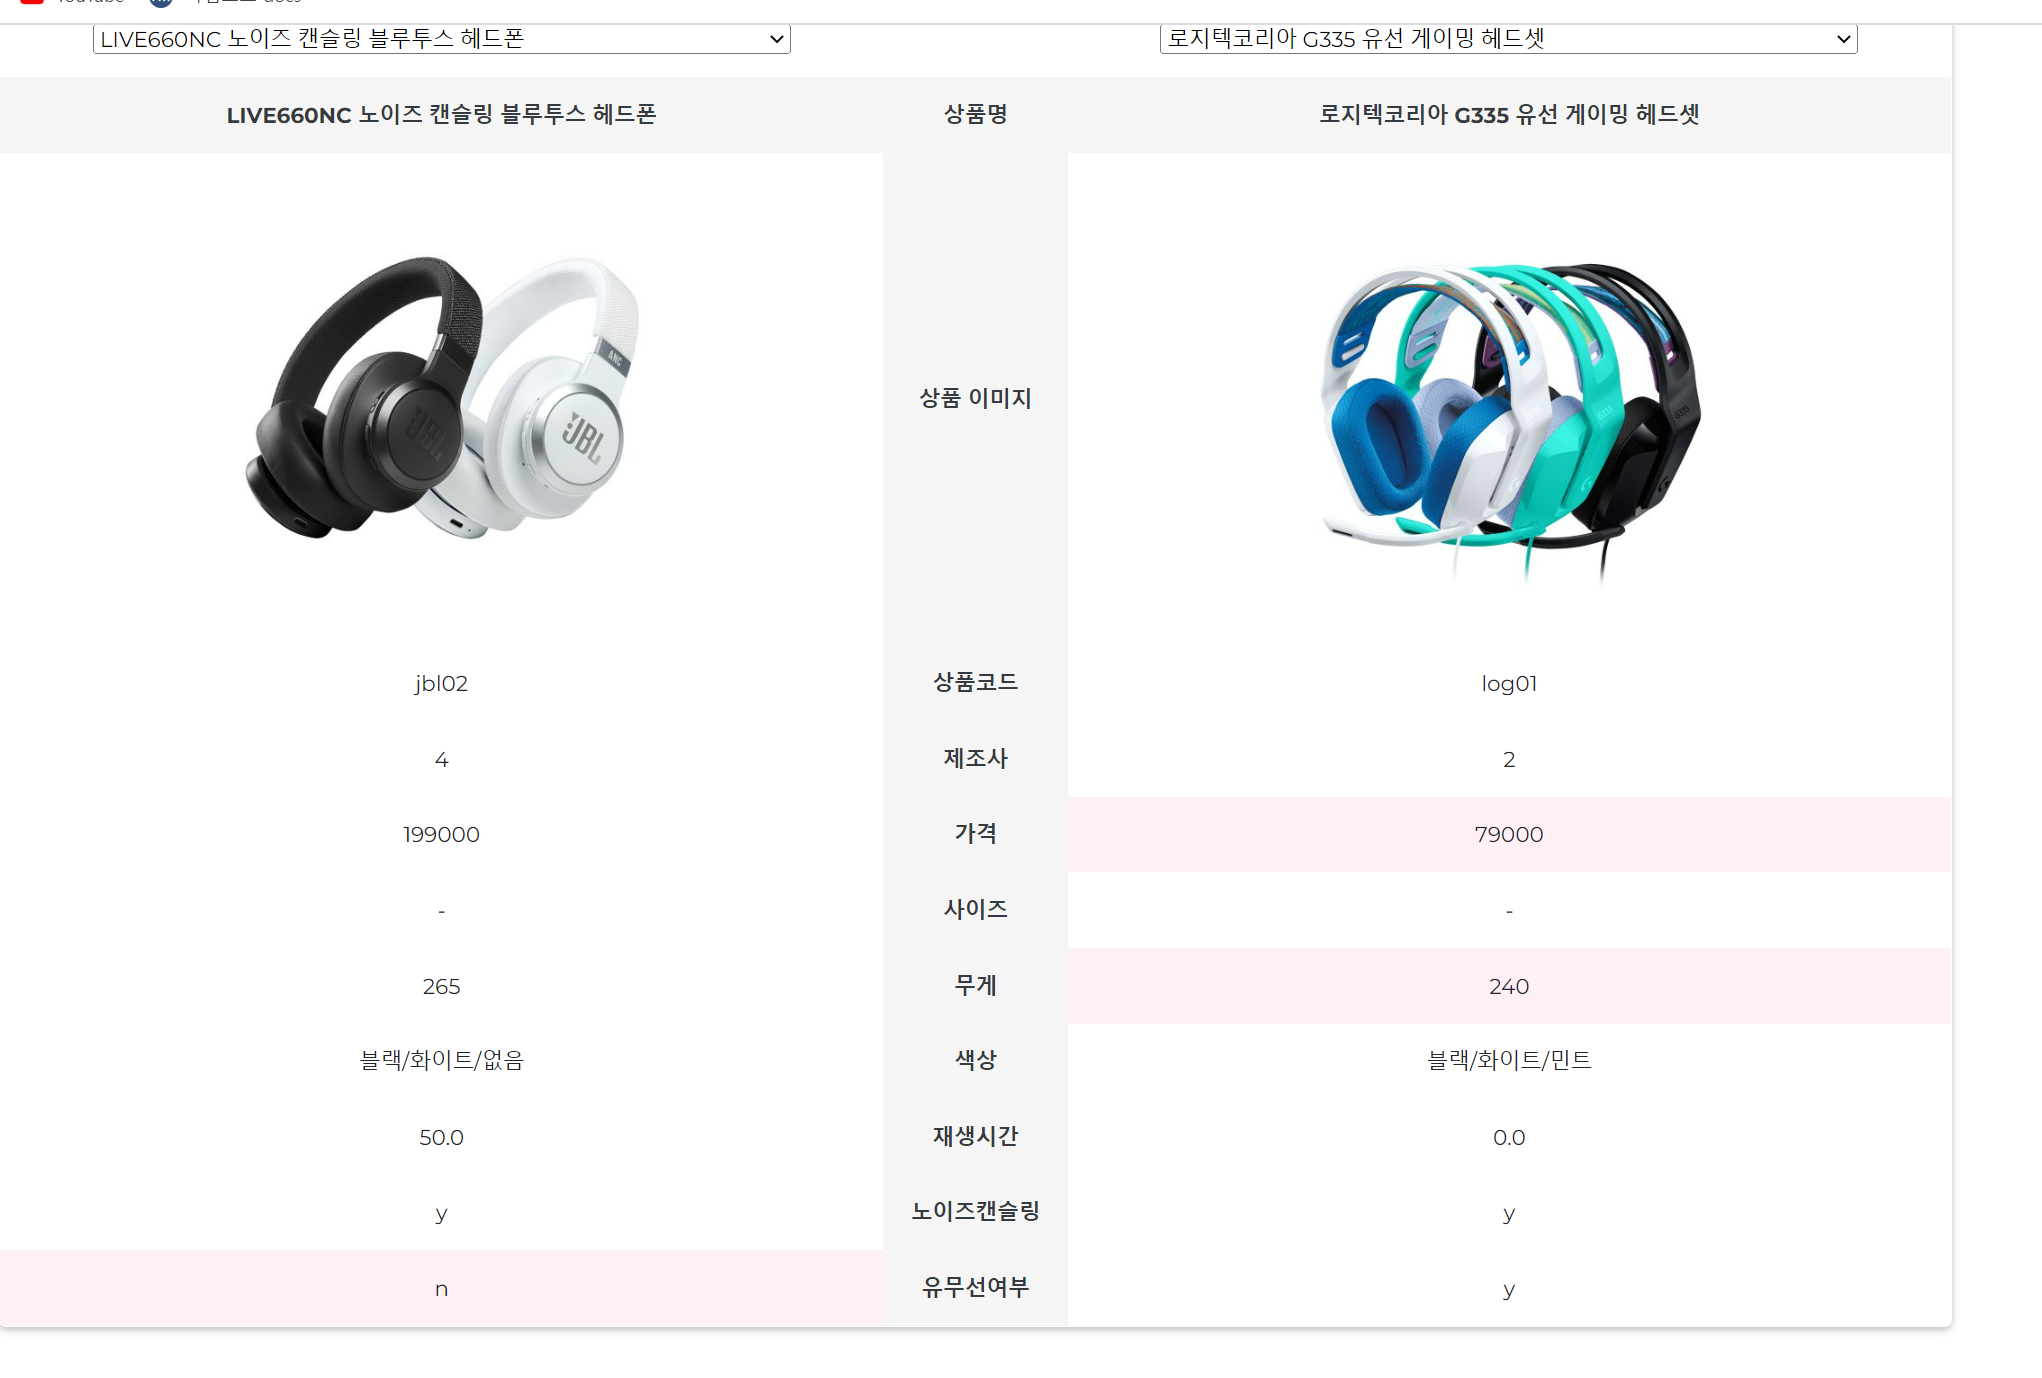 LIVE660NC 노이즈 캔슬링 블루투스 헤드폰
로지텍코리아 G335 유선 게이밍 헤드셋
LIVE660NC 노이즈 캔슬링 블루투스 헤드폰 상품명 로지텍코리아 G335 유선 게이밍 헤드셋
ANC
JBL
JBL
G335
G335
상품 이미지
jbl02 상품코드 log01
4 제조사 2
199000 가격 79000
- 사이즈 -
265 무게 240
블랙/화이트/없음 색상 블랙/화이트/민트
50.0 재생시간 0.0
y 노이즈캔슬링 y
n 유무선여부 y